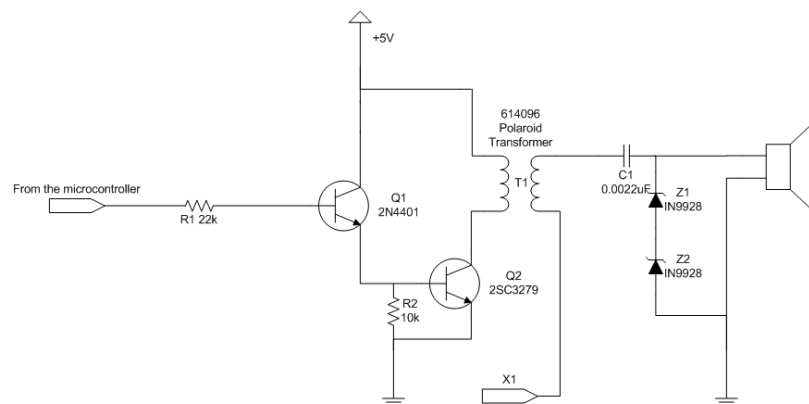 +5V
614096
Polaroid
Transformer
From the microcontroller
R1 22k
Q1
2N4401
T1
C1
0.0022uF
Z1
IN9928
Q2
2SC3279
Z2
IN9928
R2
10k
X1